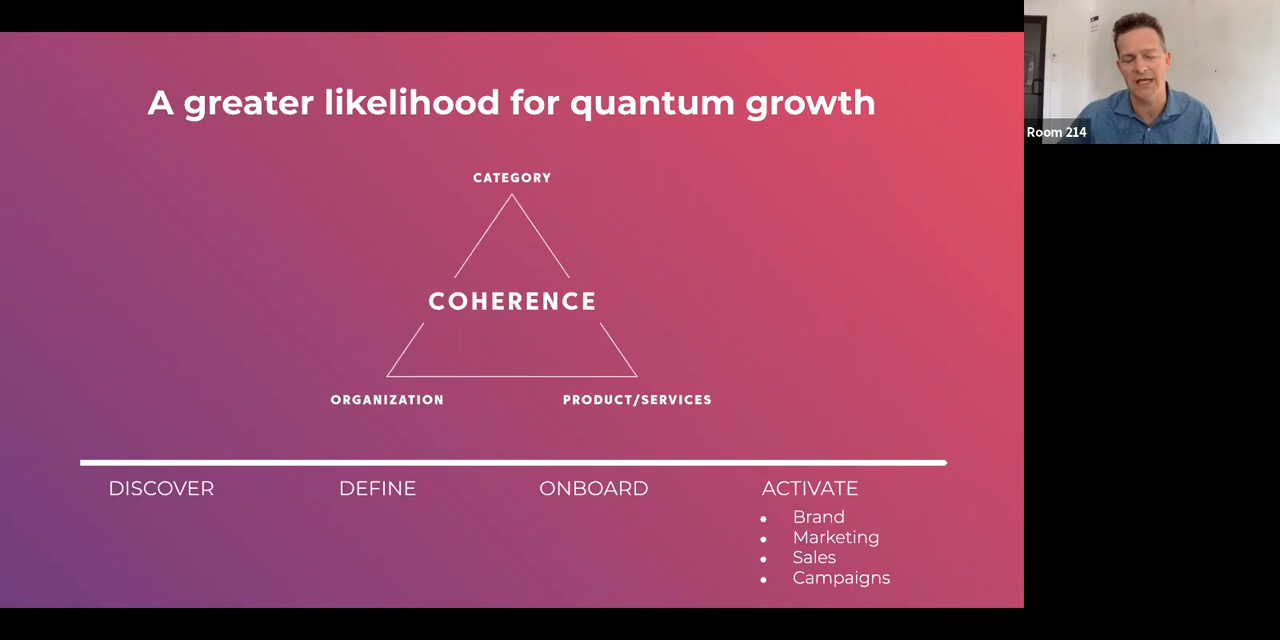 A greater likelihood for quantum growth
CATEGORY
COHERENCE
ORGANIZATION
PRODUCT/SERVICES
DISCOVER
DEFINE
ONBOARD
ACTIVATE
• Brand
• Marketing
• Sales
• Campaigns
Room 214